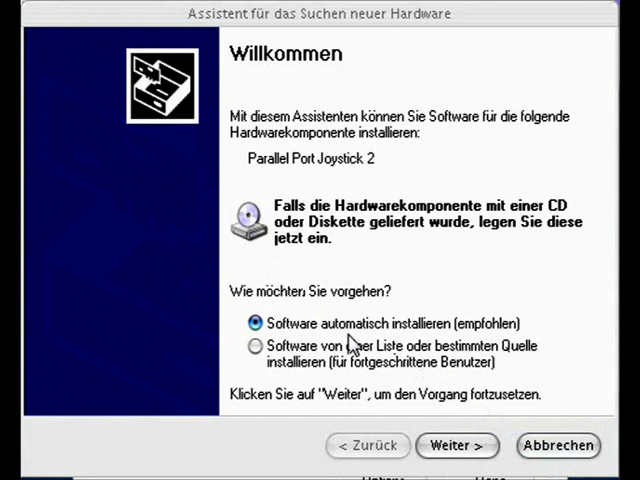 Assistent für das Suchen neuer Hardware
Willkommen
Mit diesem Assistenten können Sie Software für die folgende
Hardwarekomponente installieren:
Parallel Port Joystick 2
Falls die Hardwarekomponente mit einer CD
oder Diskette geliefert wurde, legen Sie diese
jetzt ein.
Wie möchten Sie vorgehen?
Software automatisch installieren (empfohlen)
Software von einer Liste oder bestimmten Quelle
installieren (für fortgeschrittene Benutzer)
Klicken Sie auf "Weiter", um den Vorgang fortzusetzen.
< Zurück Weiter > Abbrechen